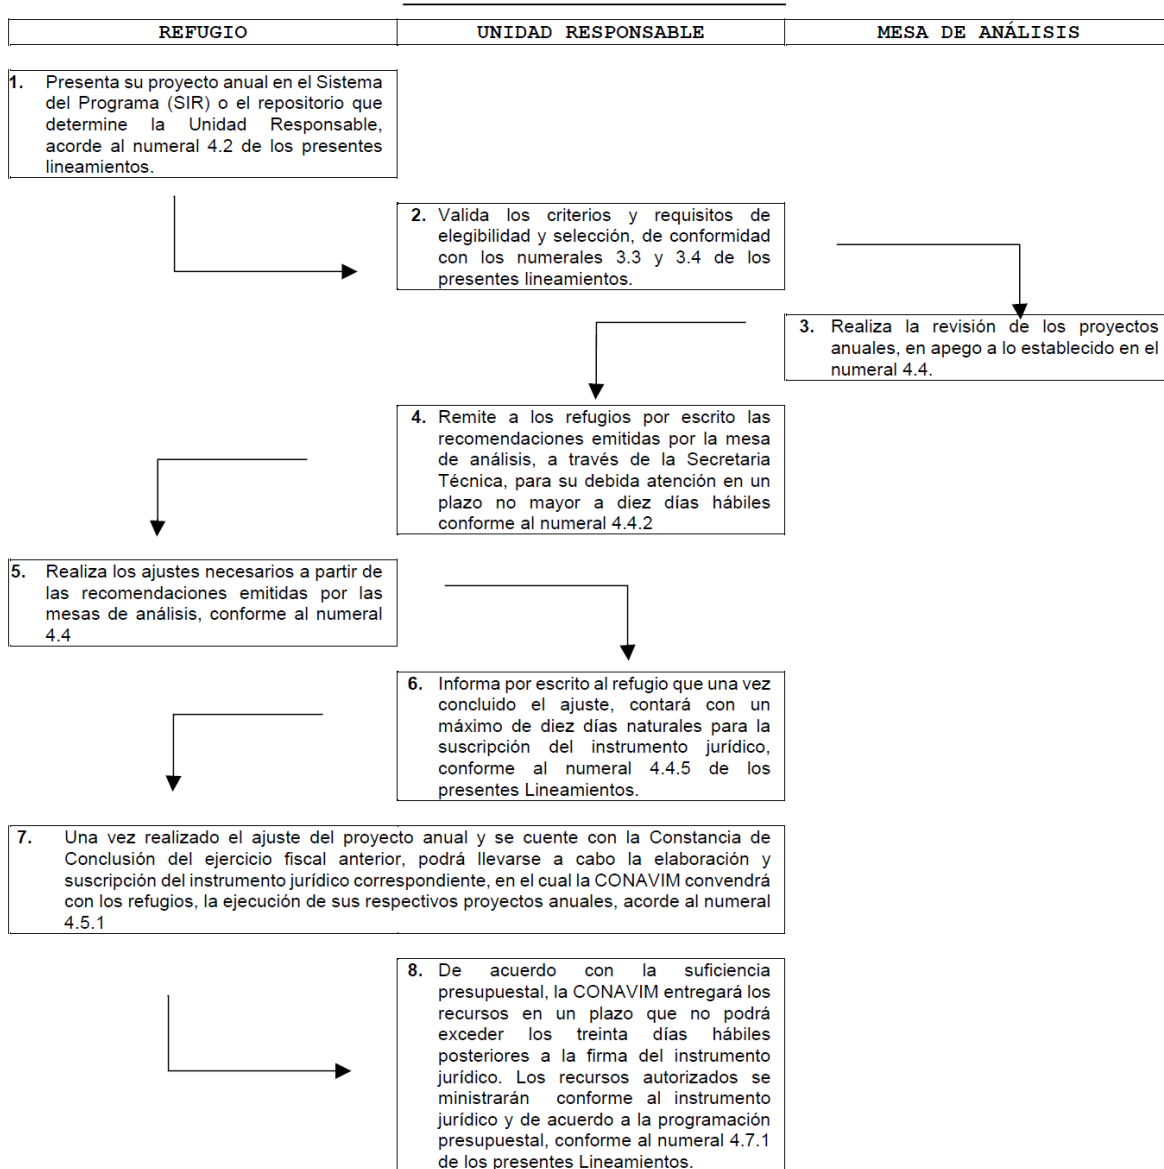 REFUGIO
UNIDAD RESPONSABLE
MESA DE ANÁLISIS
1. Presenta su proyecto anual en el Sistema
del Programa (SIR) o el repositorio que
determine la Unidad Responsable,
acorde al numeral 4.2 de los presentes
lineamientos.
2. Valida los criterios y requisitos de
elegibilidad y selección, de conformidad
con los numerales 3.3 y 3.4 de los
presentes lineamientos.
3. Realiza la revisión de los proyectos
anuales, en apego a lo establecido en el
numeral 4.4.
4. Remite a los refugios por escrito las
recomendaciones emitidas por la mesa
de análisis, a través de la Secretaria
Técnica, para su debida atención en un
plazo no mayor a diez días hábiles
conforme al numeral 4.4.2
5. Realiza los ajustes necesarios a partir de
las recomendaciones emitidas por las
mesas de análisis, conforme al numeral
4.4
6. Informa por escrito al refugio que una vez
concluido el ajuste, contará con un
máximo de diez días naturales para la
suscripción del instrumento jurídico,
conforme al numeral 4.4.5 de los
presentes Lineamientos.
7. Una vez realizado el ajuste del proyecto anual y se cuente con la Constancia de
Conclusión del ejercicio fiscal anterior, podrá llevarse a cabo la elaboración y
suscripción del instrumento jurídico correspondiente, en el cual la CONAVIM convendrá
con los refugios, la ejecución de sus respectivos proyectos anuales, acorde al numeral
4.5.1
8. De acuerdo con la suficiencia
presupuestal, la CONAVIM entregará los
recursos en un plazo que no podrá
exceder los treinta días hábiles
posteriores a la firma del instrumento
jurídico. Los recursos autorizados se
ministrarán conforme al instrumento
jurídico y de acuerdo a la programación
presupuestal, conforme al numeral 4.7.1
de los presentes Lineamientos.